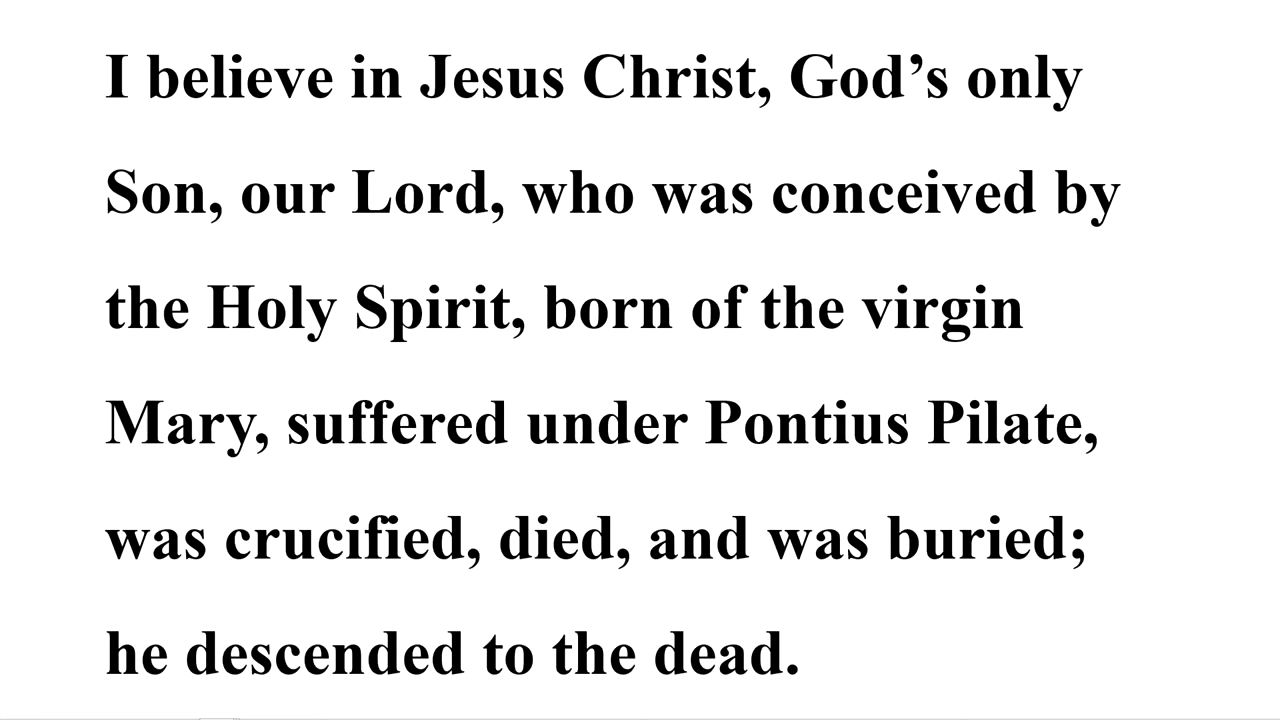 I believe in Jesus Christ, God’s only
Son, our Lord, who was conceived by
the Holy Spirit, born of the virgin
Mary, suffered under Pontius Pilate,
was crucified, died, and was buried;
he descended to the dead.